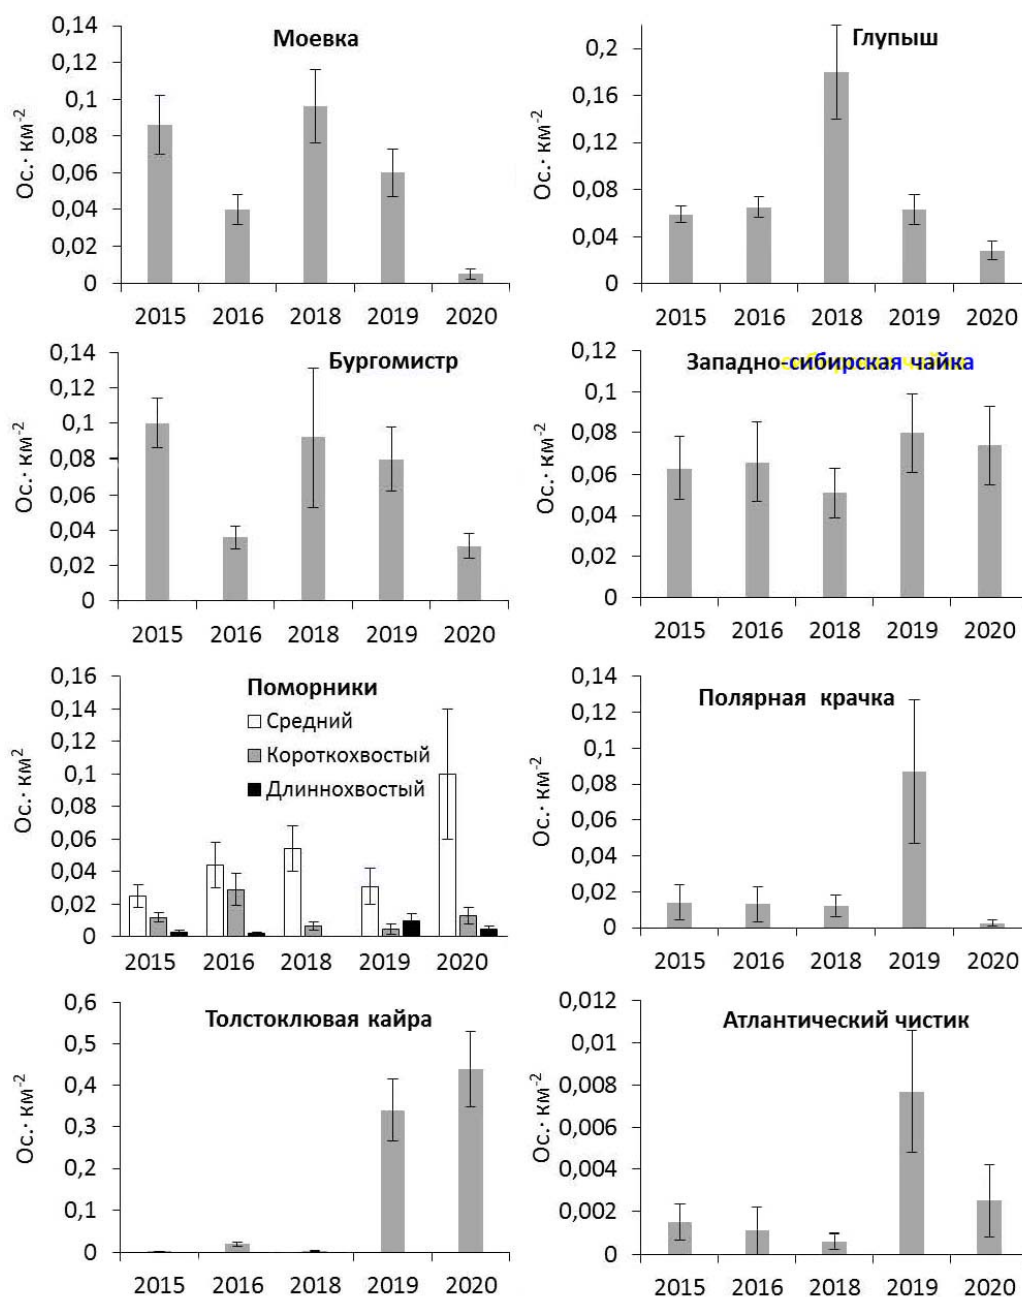 Моевка
Ос.· км-2
0,14
0,12
0,1
0,08
0,06
0,04
0,02
0
2015 2016 2018 2019 2020
Глупыш
Ос.· км-2
0,2
0,16
0,12
0,08
0,04
0
2015 2016 2018 2019 2020
Бургомистр
Ос.· км-2
0,14
0,12
0,1
0,08
0,06
0,04
0,02
0
2015 2016 2018 2019 2020
Западно-сибирская чайка
Ос.· км-2
0,12
0,1
0,08
0,06
0,04
0,02
0
2015 2016 2018 2019 2020
Поморники
Средний
Короткохвостый
Длиннохвостый
Ос.· км2
0,16
0,14
0,12
0,1
0,08
0,06
0,04
0,02
0
2015 2016 2018 2019 2020
Полярная крачка
Ос.· км-2
0,14
0,12
0,1
0,08
0,06
0,04
0,02
0
2015 2016 2018 2019 2020
Толстоклювая кайра
Ос.· км-2
0,6
0,5
0,4
0,3
0,2
0,1
0
2015 2016 2018 2019 2020
Атлантический чистик
Ос.· км-2
0,012
0,01
0,008
0,006
0,004
0,002
0
2015 2016 2018 2019 2020